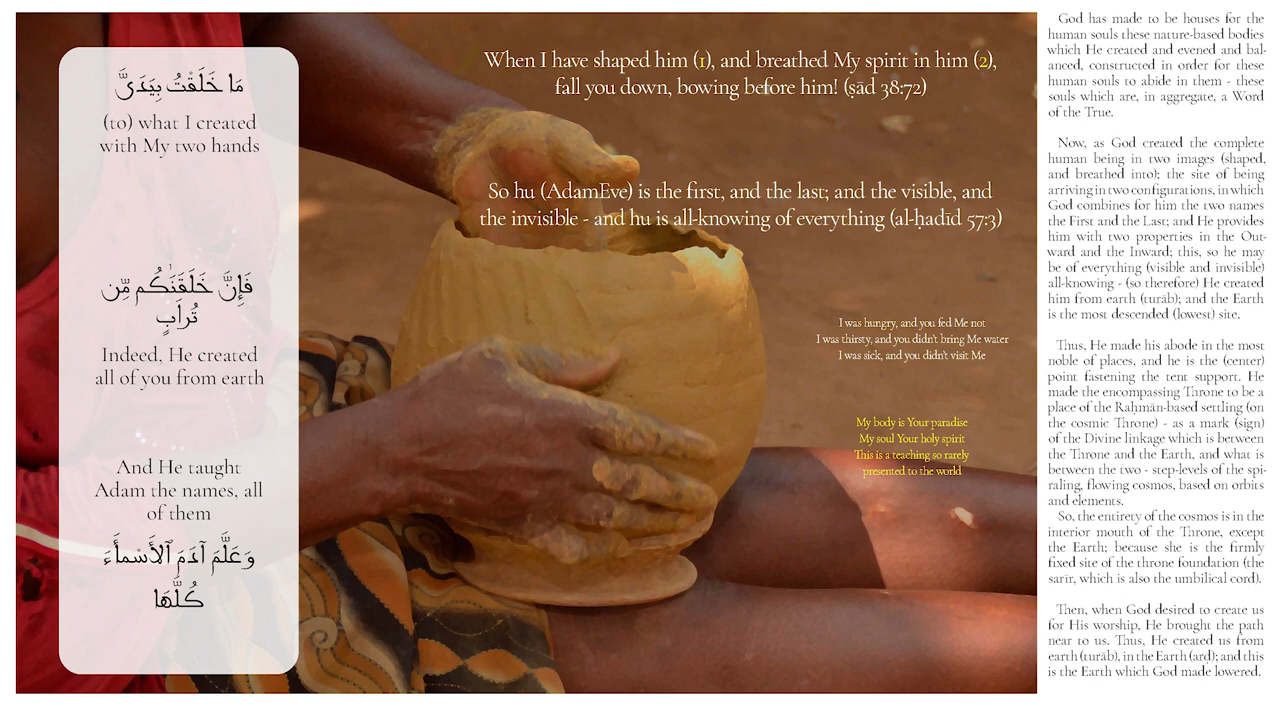 مَا خَلَقْتُ بِيَدَىَّ
(to) what I created
with My two hands
فَإِنَّ خَلَقْنَٰكُم مِّن
تُرابٍ
Indeed, He created
all of you from earth
And He taught
Adam the names, all
of them
وَعَلَّمَ آدَمَ ٱلأَسْمآءَ
كُلَّهَا
When I have shaped him (1), and breathed My spirit in him (2),
fall you down, bowing before him! (ṣād 38:72)
So hu (AdamEve) is the first, and the last; and the visible, and
the invisible - and hu is all-knowing of everything (al-ḥadīd 57:3)
I was hungry, and you fed Me not
I was thirsty, and you didn't bring Me water
I was sick, and you didn't visit Me
My body is Your paradise
My soul Your holy spirit
This is a teaching so rarely
presented to the world
God has made to be houses for the
human souls these nature-based bodies
which He created and evened and bal-
anced, constructed in order for these
human souls to abide in them - these
souls which are, in aggregate, a Word
of the True.
Now, as God created the complete
human being in two images (shaped,
and breathed into); the site of being
arriving in two configurations, in which
God combines for him the two names
the First and the Last; and He provides
him with two properties in the Out-
ward and the Inward; this, so he may
be of everything (visible and invisible)
all-knowing - (so therefore) He created
him from earth (turāb); and the Earth
is the most descended (lowest) site.
Thus, He made his abode in the most
noble of places, and he is the (center)
point fastening the tent support. He
made the encompassing Throne to be a
place of the Raḥmān-based settling (on
the cosmic Throne) - as a mark (sign)
of the Divine linkage which is between
the Throne and the Earth, and what is
between the two - step-levels of the spi-
raling, flowing cosmos, based on orbits
and elements.
So, the entirety of the cosmos is in the
interior mouth of the Throne, except
the Earth; because she is the firmly
fixed site of the throne foundation (the
sarīr, which is also the umbilical cord).
Then, when God desired to create us
for His worship, He brought the path
near to us. Thus, He created us from
earth (turāb), in the Earth (arḍ); and this
is the Earth which God made lowered.